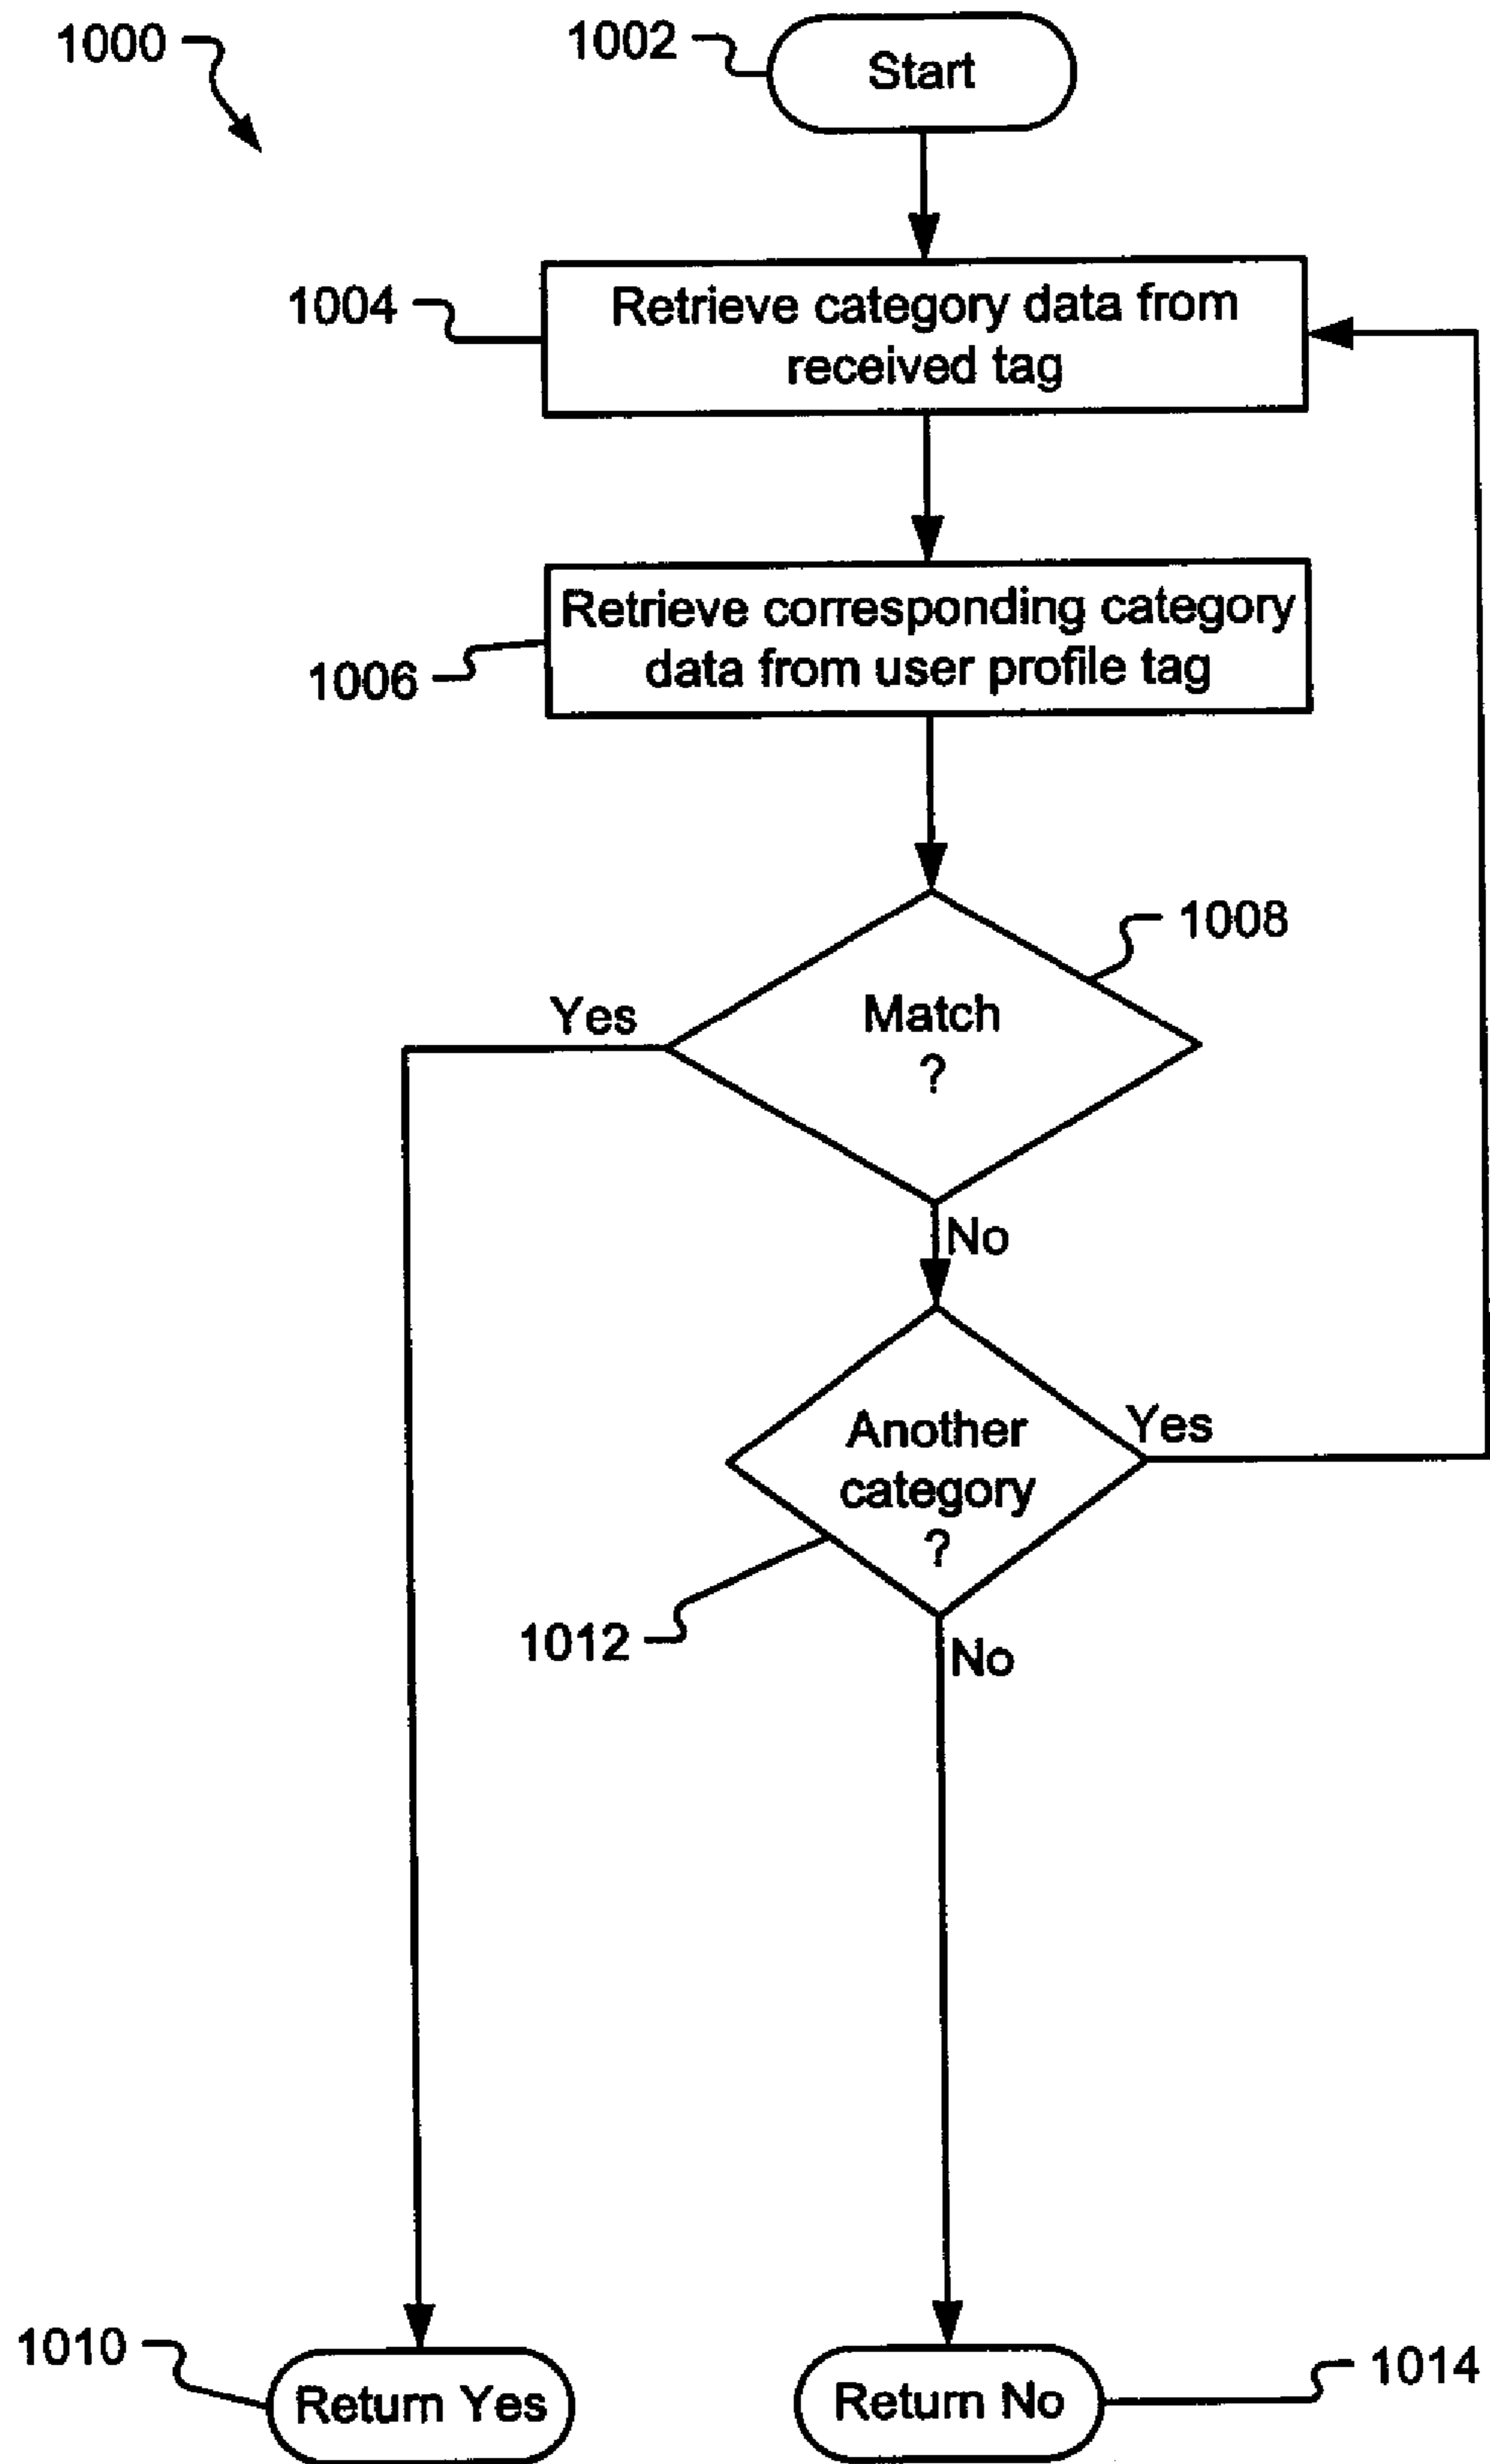 1000
1002
Start
1004
Retrieve category data from
received tag
1006
Retrieve corresponding category
data from user profile tag
1008
Match
?
Yes
No
Another
category
?
Yes
1012
No
1010
Return Yes
Return No
1014